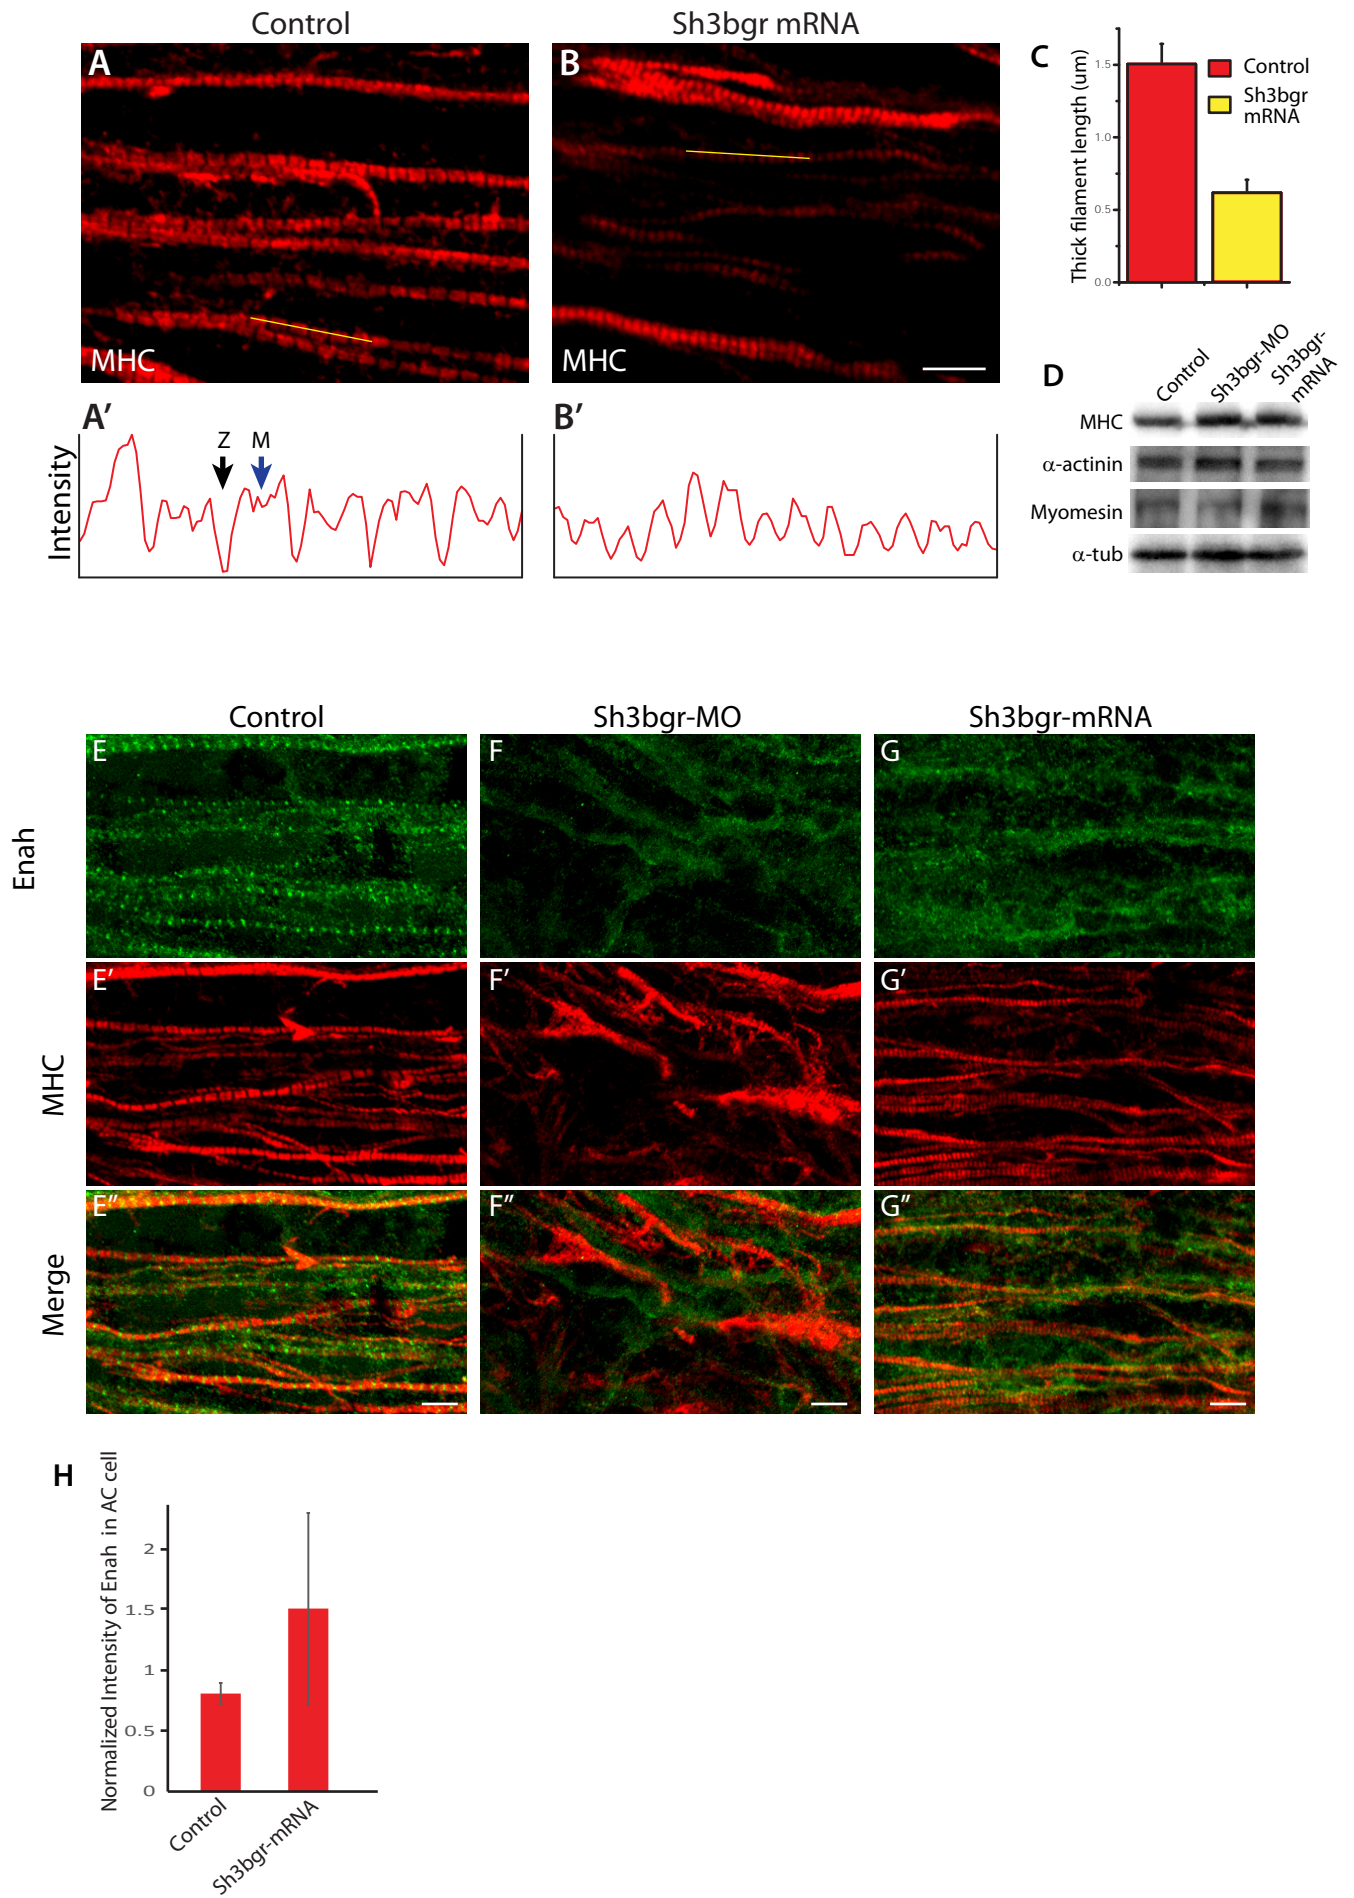 Control
Sh3bgr mRNA
A
MHC
B
MHC
C
Thick filament length (um)
1.5
1.0
0.5
0.0
Control
Sh3bgr
mRNA
A′
Intensity
Z
M
B′
D
Control
Sh3bgr-MO
Sh3bgr-
mRNA
MHC
α-actinin
Myomesin
α-tub
Control
Sh3bgr-MO
Sh3bgr-mRNA
Enah
E
F
G
MHC
E′
F′
G′
Merge
E″
F″
G″
H
Normalized Intensity of Enah in AC cell
2
1.5
1
0.5
0
Control
Sh3bgr-mRNA